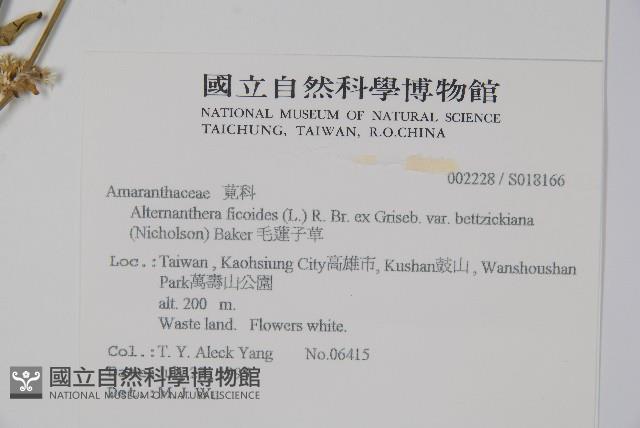 國立自然科學博物館
NATIONAL MUSEUM OF NATURAL SCIENCE
TAICHUNG, TAIWAN, R.O.CHINA
002228 / S018166
Amaranthaceae 莧科
Alternanthera ficoides (L.) R. Br. ex Griseb. var. bettzickiana
(Nicholson) Baker 毛蓮子草
Loc.:Taiwan , Kaohsiung City高雄市, Kushan鼓山 , Wanshoushan
Park萬壽山公園
alt. 200 m.
Waste land. Flowers white.
Col.:T. Y. Aleck Yang No.06415
國立自然科學博物館
NATIONAL MUSEUM OF NATURAL SCIENCE